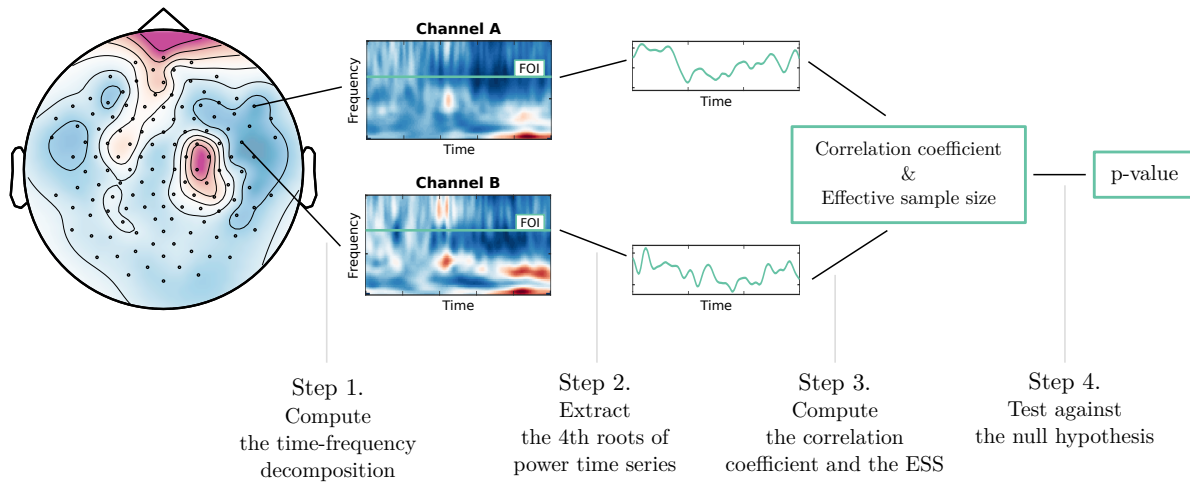 Channel A
Frequency
FOI
Time
Time
Channel B
Frequency
FOI
Time
Time
Correlation coefficient
&
Effective sample size
p-value
Step 1.
Compute
the time-frequency
decomposition
Step 2.
Extract
the 4th roots of
power time series
Step 3.
Compute
the correlation
coefficient and the ESS
Step 4.
Test against
the null hypothesis